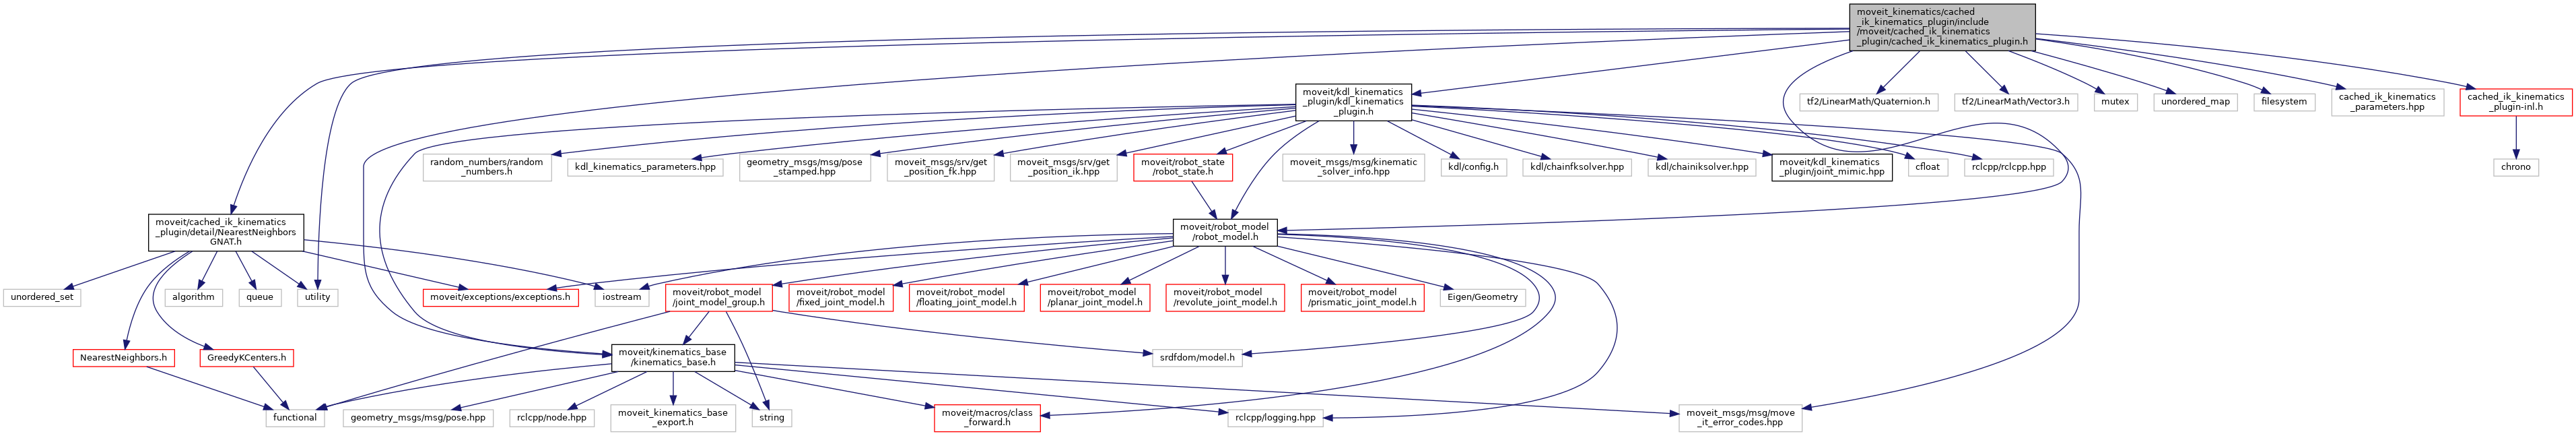 moveit_kinematics/cached
_ik_kinematics_plugin/include
/moveit/cached_ik_kinematics
_plugin/cached_ik_kinematics_plugin.h
moveit/kdl_kinematics
_plugin/kdl_kinematics
_plugin.h
tf2/LinearMath/Quaternion.h
tf2/LinearMath/Vector3.h
mutex
unordered_map
filesystem
cached_ik_kinematics
_parameters.hpp
cached_ik_kinematics
_plugin-inl.h
random_numbers/random
_numbers.h
kdl_kinematics_parameters.hpp
geometry_msgs/msg/pose
_stamped.hpp
moveit_msgs/srv/get
_position_fk.hpp
moveit_msgs/srv/get
_position_ik.hpp
moveit/robot_state
/robot_state.h
moveit_msgs/msg/kinematic
_solver_info.hpp
kdl/config.h
kdl/chainfksolver.hpp
kdl/chainiksolver.hpp
moveit/kdl_kinematics
_plugin/joint_mimic.hpp
cfloat
rclcpp/rclcpp.hpp
chrono
moveit/cached_ik_kinematics
_plugin/detail/NearestNeighbors
GNAT.h
moveit/robot_model
/robot_model.h
unordered_set
algorithm
queue
utility
moveit/exceptions/exceptions.h
iostream
moveit/robot_model
/joint_model_group.h
moveit/robot_model
/fixed_joint_model.h
moveit/robot_model
/floating_joint_model.h
moveit/robot_model
/planar_joint_model.h
moveit/robot_model
/revolute_joint_model.h
moveit/robot_model
/prismatic_joint_model.h
Eigen/Geometry
NearestNeighbors.h
GreedyKCenters.h
moveit/kinematics_base
/kinematics_base.h
srdfdom/model.h
functional
geometry_msgs/msg/pose.hpp
rclcpp/node.hpp
moveit_kinematics_base
_export.h
string
moveit/macros/class
_forward.h
rclcpp/logging.hpp
moveit_msgs/msg/move
_it_error_codes.hpp